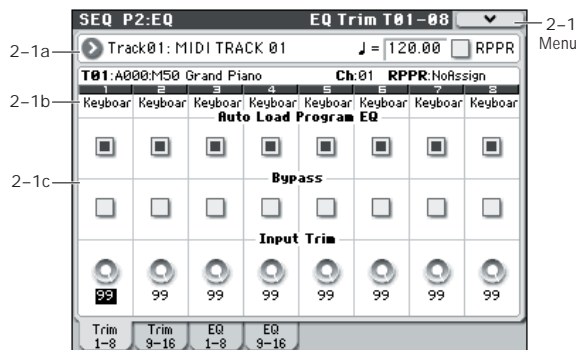 SEQ P2:EQ EQ Trim T01-08
2-1
Menu
2-1a
Track01: MIDI TRACK 01 ♩= 120.00 RPPR
T01:A000:M50 Grand Piano Ch:01 RPPR:NoAssign
1 2 3 4 5 6 7 8
2-1b
Keyboar Keyboar Keyboar Keyboar Keyboar Keyboar Keyboar Keyboar
Auto Load Program EQ
2-1c
Bypass
Input Trim
99 99 99 99 99 99 99 99
Trim 1-8 Trim 9-16 EQ 1-8 EQ 9-16